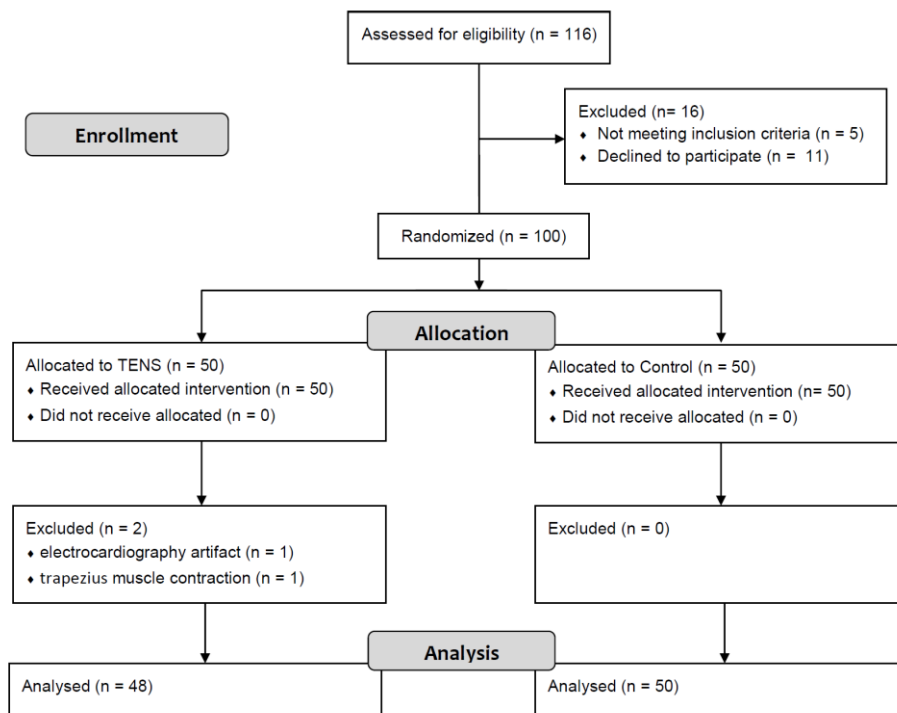 Assessed for eligibility (n = 116)
Enrollment
Excluded (n= 16)
♦ Not meeting inclusion criteria (n = 5)
♦ Declined to participate (n = 11)
Randomized (n = 100)
Allocation
Allocated to TENS (n = 50)
♦ Received allocated intervention (n = 50)
♦ Did not receive allocated (n = 0)
Allocated to Control (n = 50)
♦ Received allocated intervention (n= 50)
♦ Did not receive allocated (n = 0)
Excluded (n = 2)
♦ electrocardiography artifact (n = 1)
♦ trapezius muscle contraction (n = 1)
Excluded (n = 0)
Analysis
Analysed (n = 48)
Analysed (n = 50)